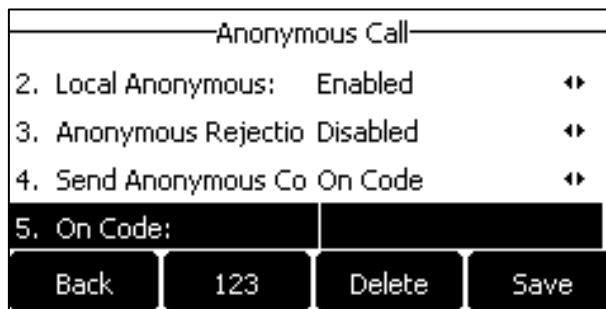 Anonymous Call
2. Local Anonymous: Enabled
3. Anonymous Rejectio Disabled
4. Send Anonymous Co On Code
5. On Code:
Back 123 Delete Save